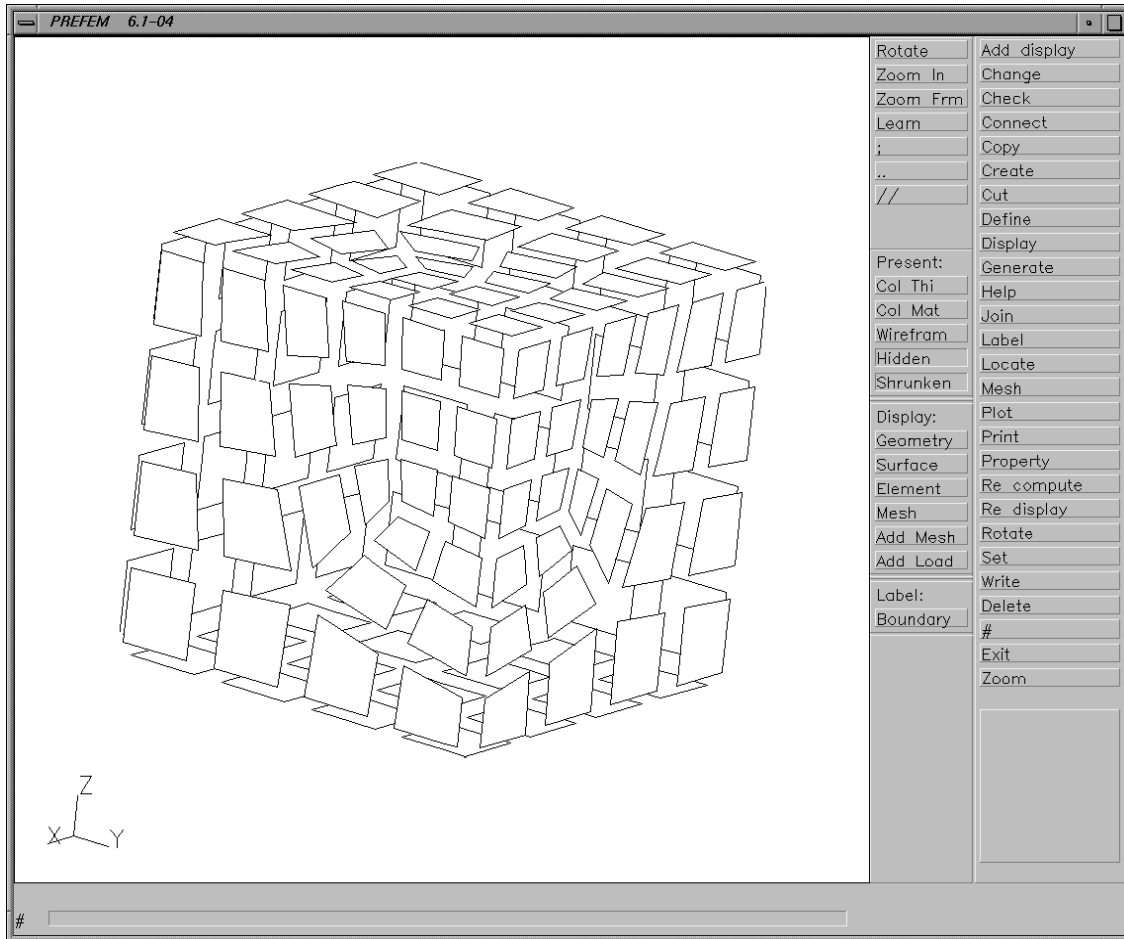 PREFEM 6.1-04
Rotate
Zoom In
Zoom Frm
Learn
;
..
//
Present:
Col Thi
Col Mat
Wirefram
Hidden
Shrunken
Display:
Geometry
Surface
Element
Mesh
Add Mesh
Add Load
Label:
Boundary
Add display
Change
Check
Connect
Copy
Create
Cut
Define
Display
Generate
Help
Join
Label
Locate
Mesh
Plot
Print
Property
Re compute
Re display
Rotate
Set
Write
Delete
#
Exit
Zoom
Z
X
Y
#